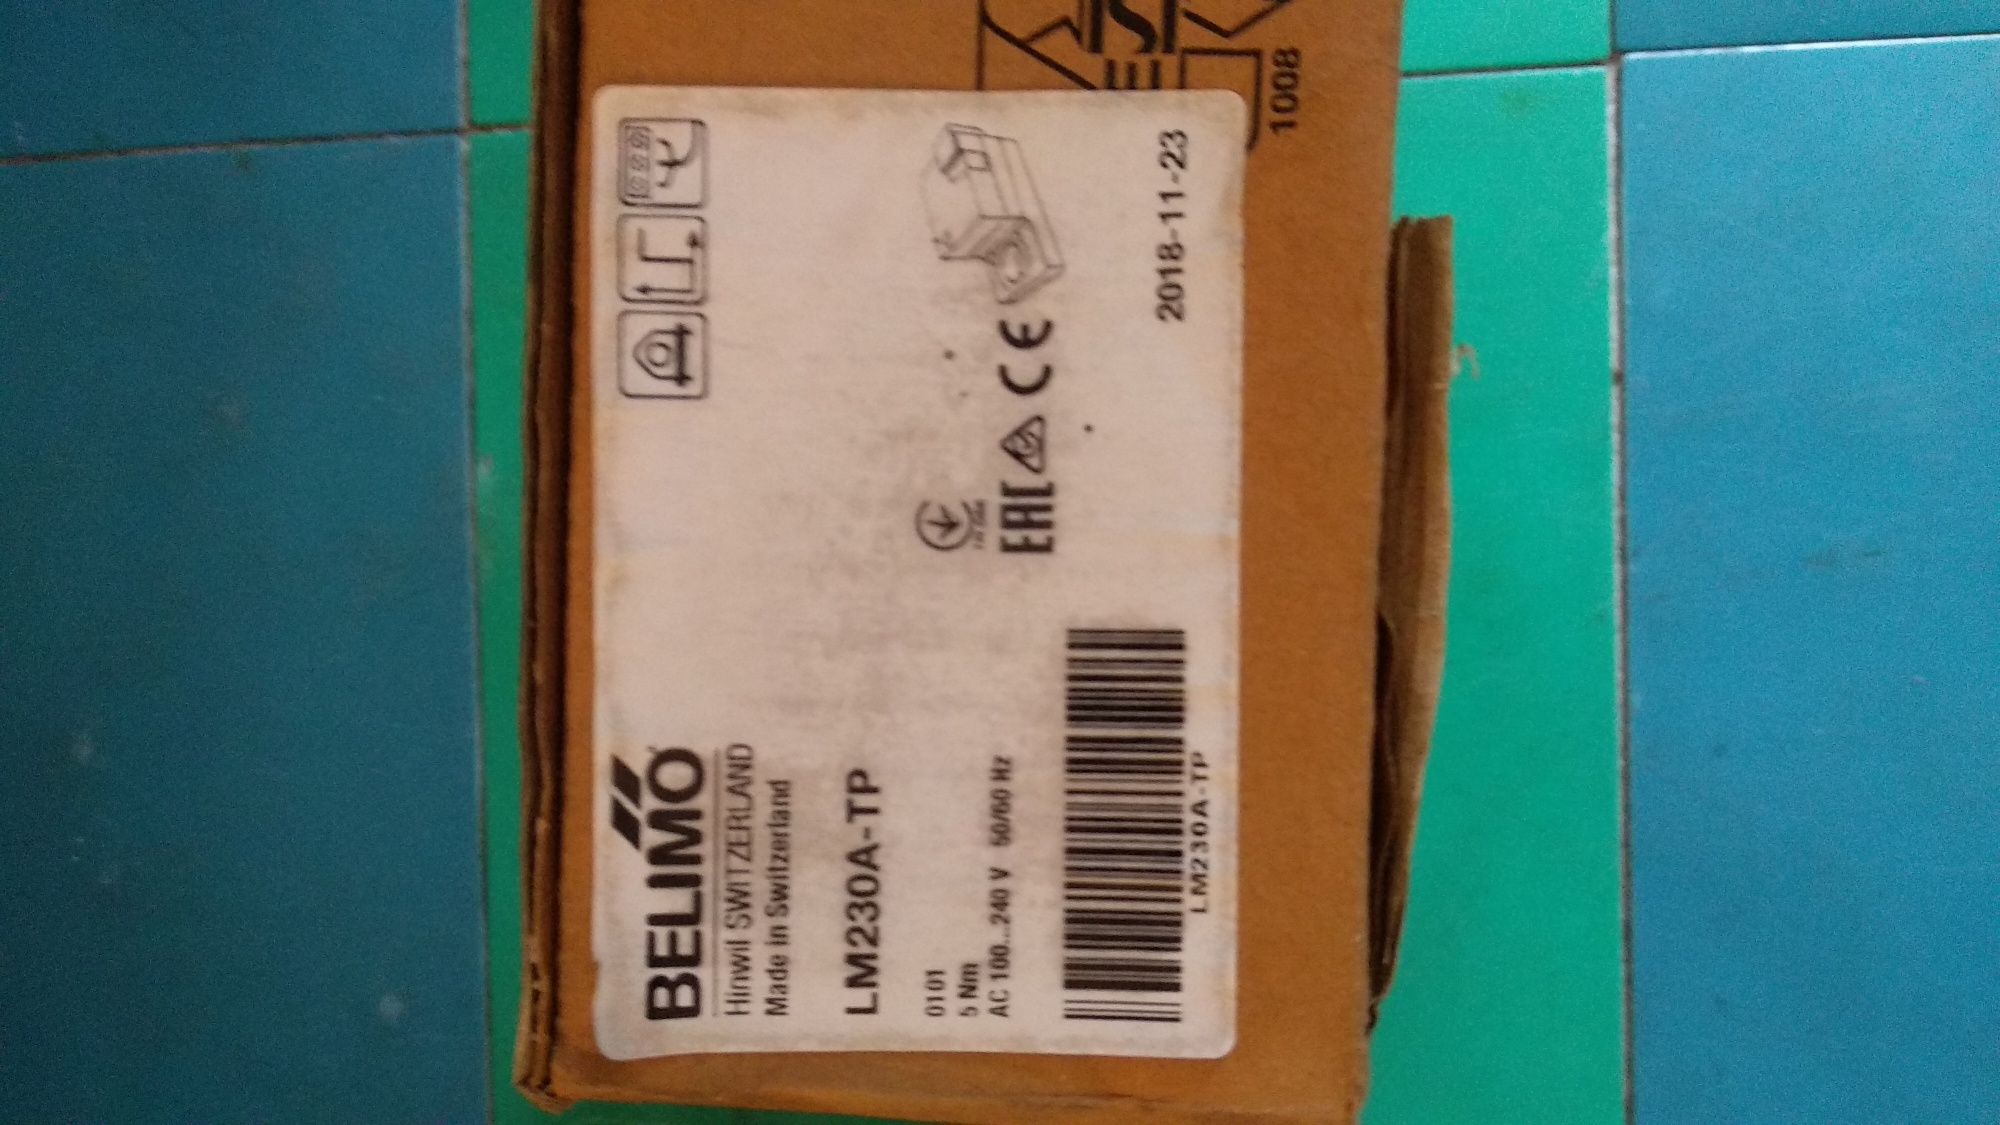 BELIMO
Hinwil SWITZERLAND
Made in Switzerland
LM230A-TP
0101
5 Nm
AC 100...240 V 50/60 Hz
EAC
CE
LM230A-TP
2018-11-23
1008